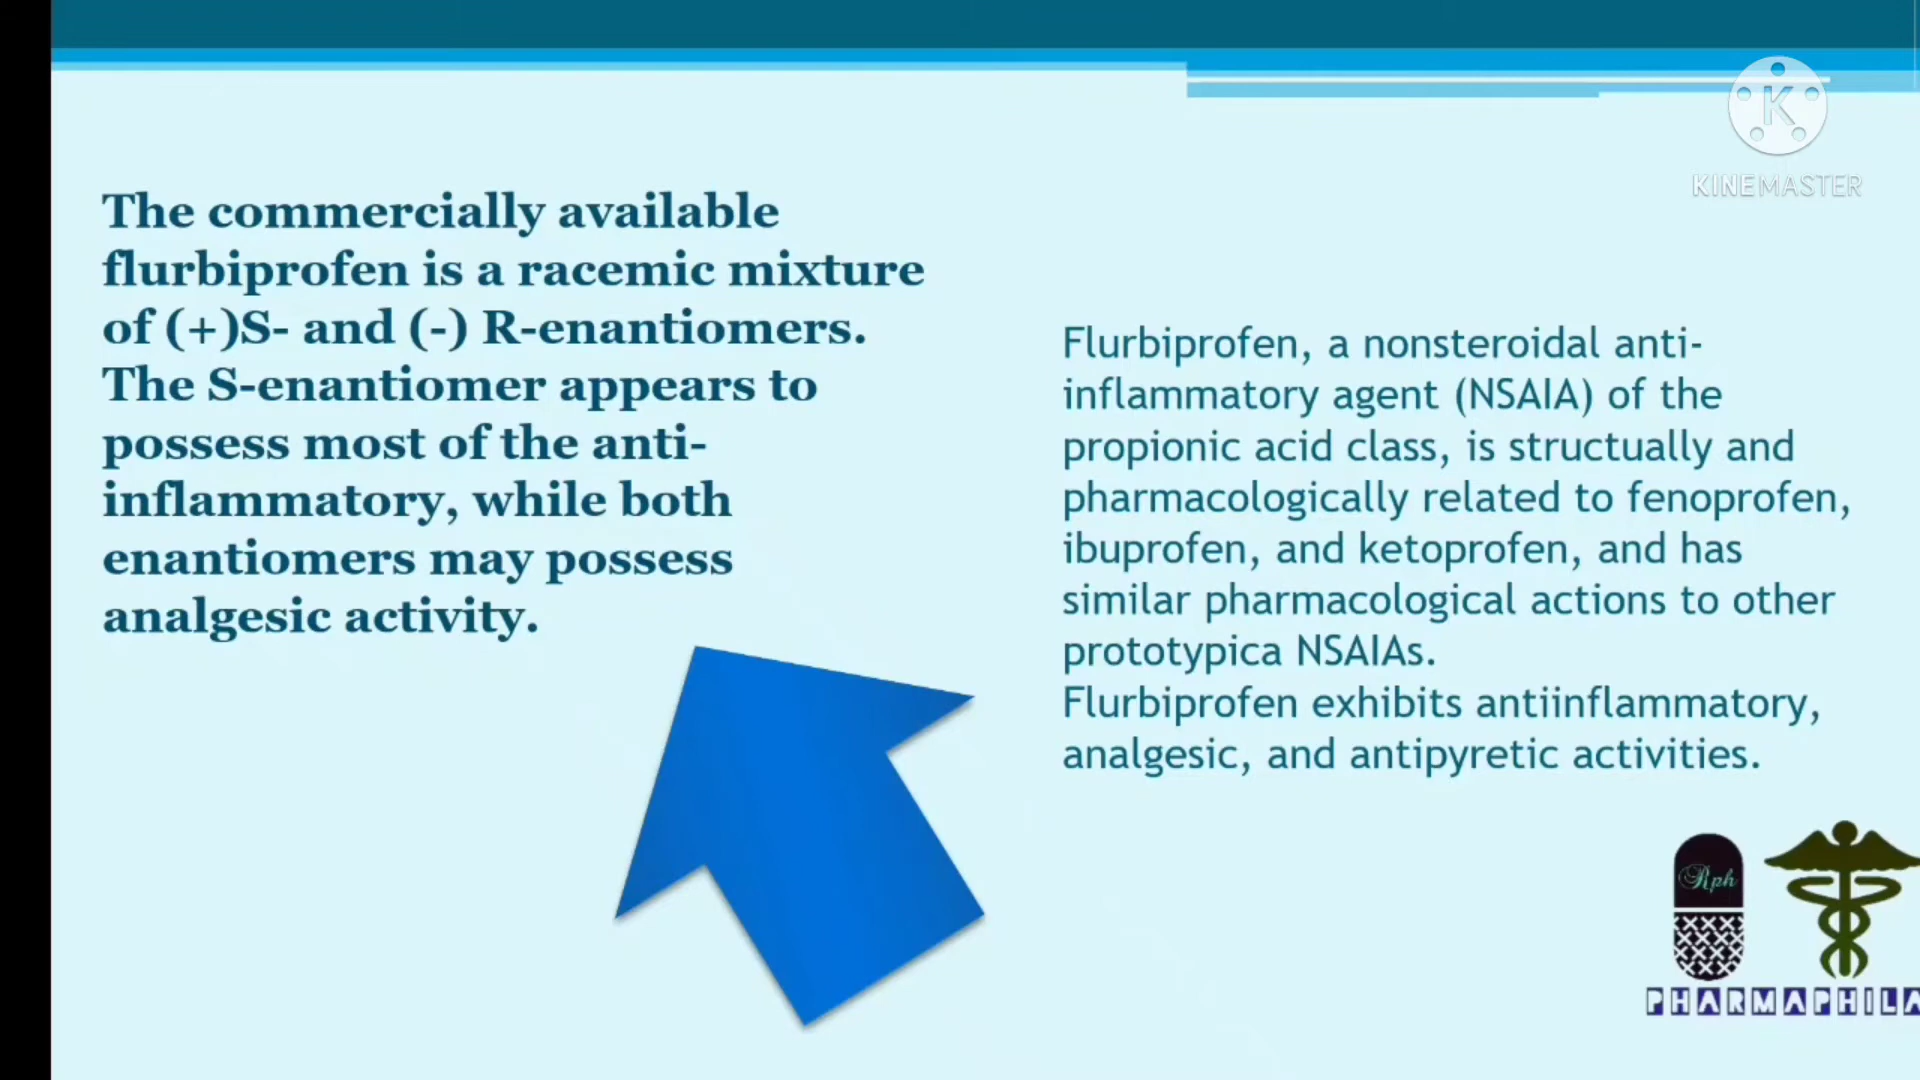 The commercially available
flurbiprofen is a racemic mixture
of (+)S- and (-) R-enantiomers.
The S-enantiomer appears to
possess most of the anti-
inflammatory, while both
enantiomers may possess
analgesic activity.
Flurbiprofen, a nonsteroidal anti-
inflammatory agent (NSAIA) of the
propionic acid class, is structually and
pharmacologically related to fenoprofen,
ibuprofen, and ketoprofen, and has
similar pharmacological actions to other
prototypica NSAIAs.
Flurbiprofen exhibits antiinflammatory,
analgesic, and antipyretic activities.
K
KINEMASTER
Rph
PHARMAPHILA